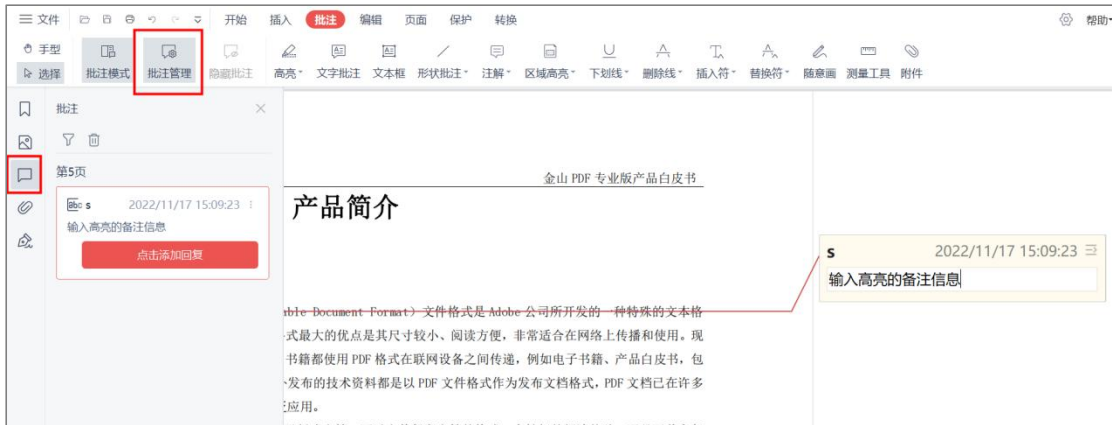 文件 开始 插入 批注 编辑 页面 保护 转换 帮助
手型
选择 批注模式 批注管理 隐藏批注 高亮 文字批注 文本框 形状批注 注解 区域高亮 下划线 删除线 插入符 替换符 随意画 测量工具 附件
批注
第5页
s 2022/11/17 15:09:23
输入高亮的备注信息
点击添加回复
金山 PDF 专业版产品白皮书
产品简介
s 2022/11/17 15:09:23
输入高亮的备注信息
able Document Format）文件格式是 Adobe 公司所开发的一种特殊的文本格
式最大的优点是其尺寸较小、阅读方便，非常适合在网络上传播和使用。现
书籍都使用 PDF 格式在联网设备之间传递，例如电子书籍、产品白皮书，包
发布的技术资料都是以 PDF 文件格式作为发布文档格式，PDF 文档已在许多
应用。